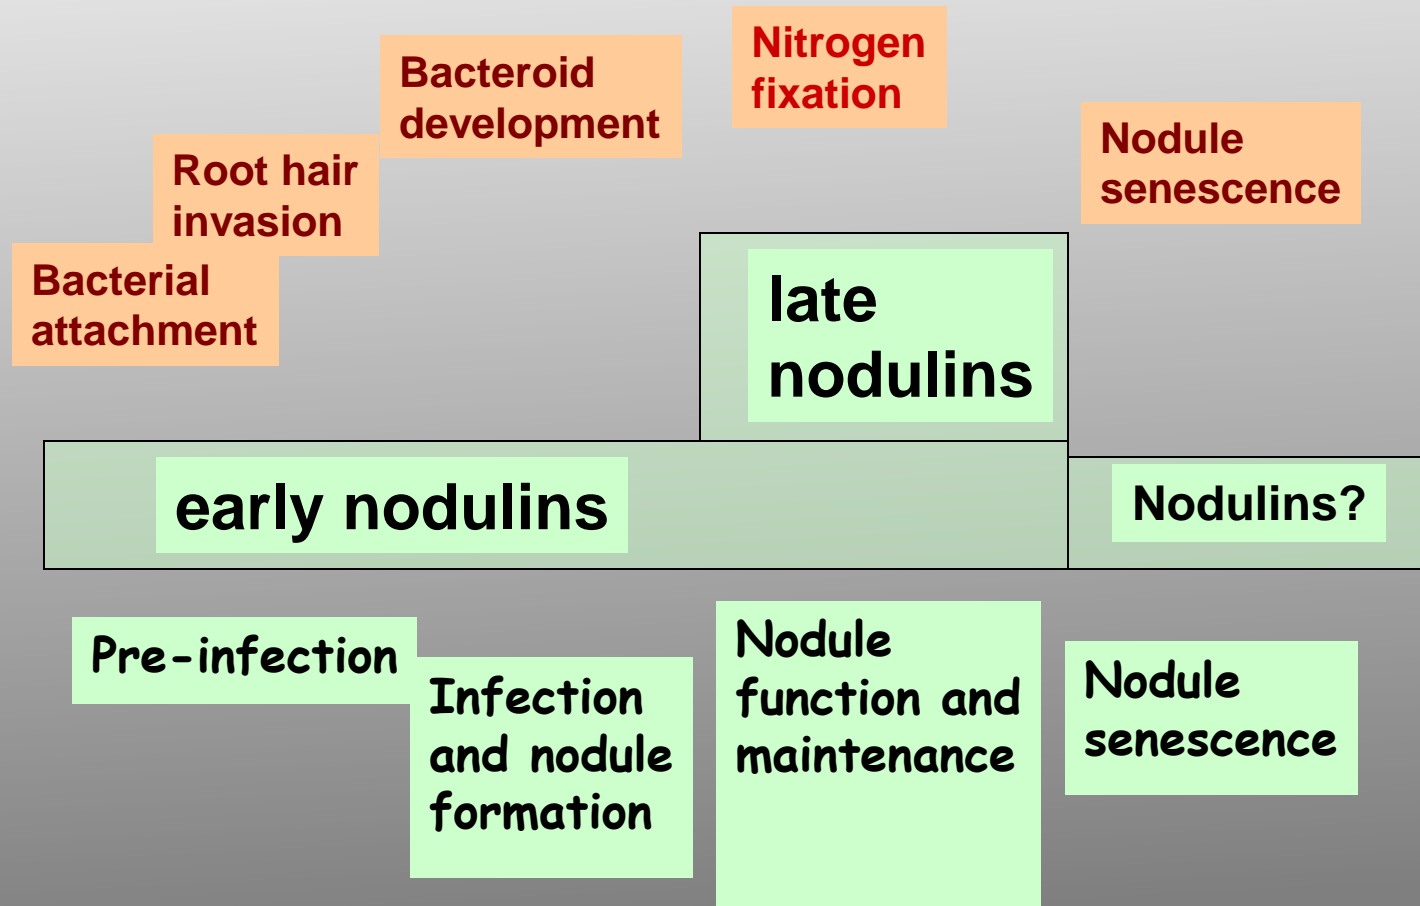 Nitrogen
fixation
Bacteroid
development
Nodule
senescence
Root hair
invasion
Bacterial
attachment
late
nodulins
early nodulins
Nodulins?
Pre-infection
Infection
and nodule
formation
Nodule
function and
maintenance
Nodule
senescence